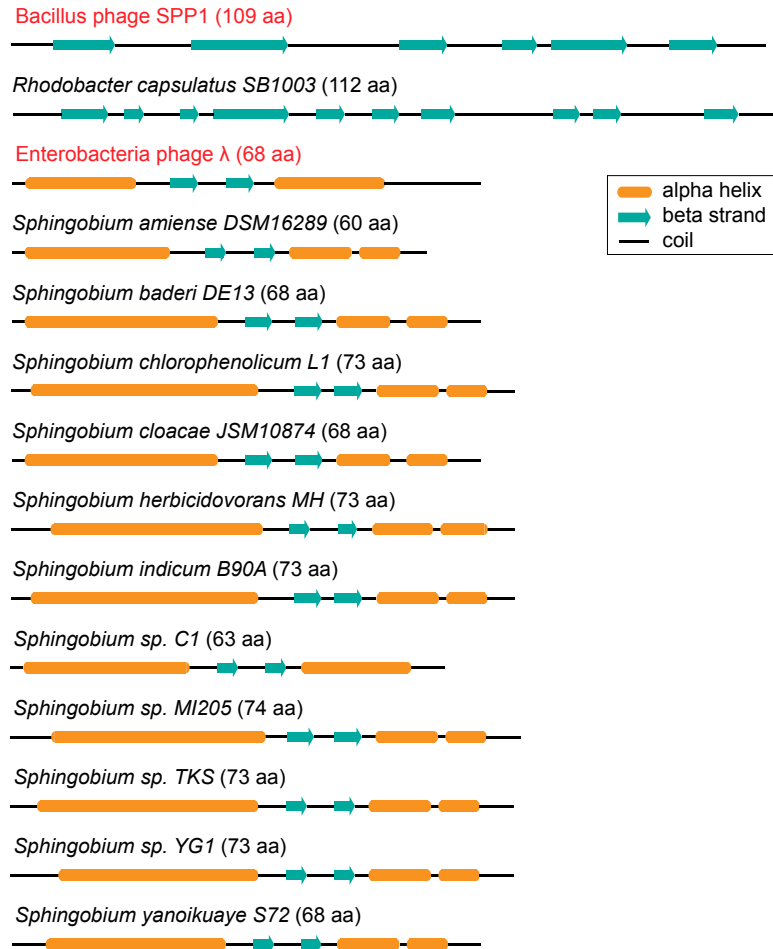 Bacillus phage SPP1 (109 aa)
Rhodobacter capsulatus SB1003 (112 aa)
Enterobacteria phage λ (68 aa)
alpha helix
beta strand
coil
Sphingobium amiense DSM16289 (60 aa)
Sphingobium baderi DE13 (68 aa)
Sphingobium chlorophenolicum L1 (73 aa)
Sphingobium cloacae JSM10874 (68 aa)
Sphingobium herbicidovorans MH (73 aa)
Sphingobium indicum B90A (73 aa)
Sphingobium sp. C1 (63 aa)
Sphingobium sp. MI205 (74 aa)
Sphingobium sp. TKS (73 aa)
Sphingobium sp. YG1 (73 aa)
Sphingobium yanoikuaye S72 (68 aa)